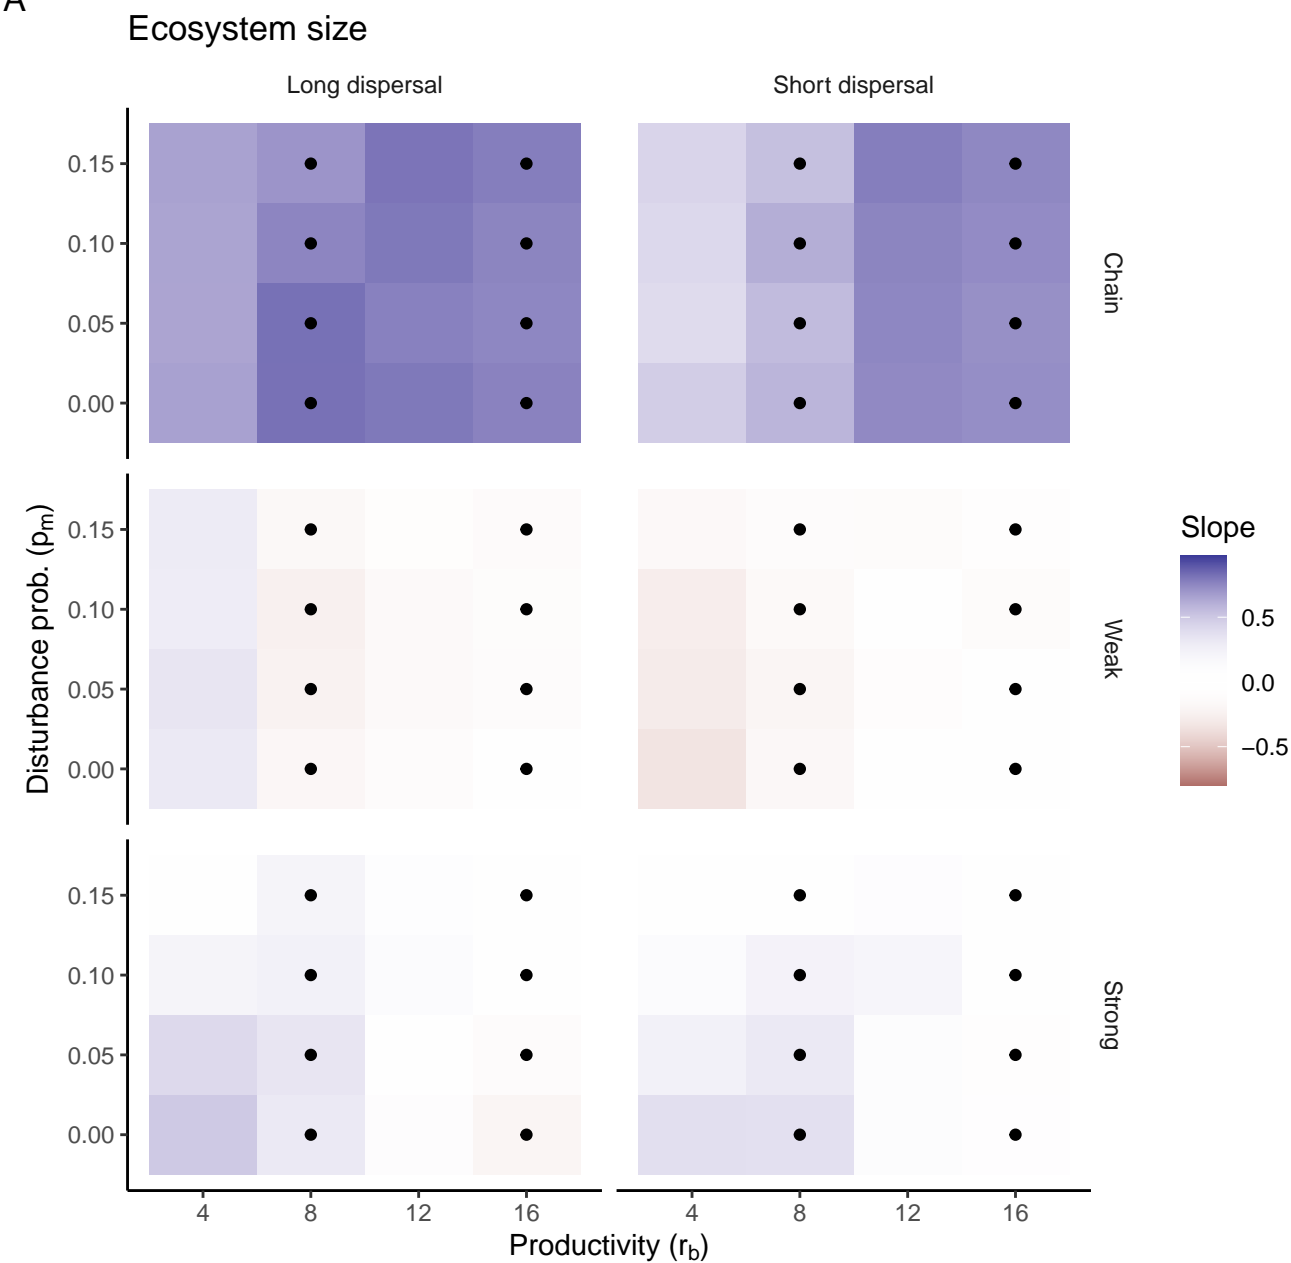 A
Ecosystem size
Long dispersal
Short dispersal
0.15
0.10
0.05
0.00
Chain
0.15
0.10
0.05
0.00
Weak
0.15
0.10
0.05
0.00
Strong
Disturbance prob. (pm)
4 8 12 16
4 8 12 16
Productivity (rb)
Slope
0.5
0.0
−0.5